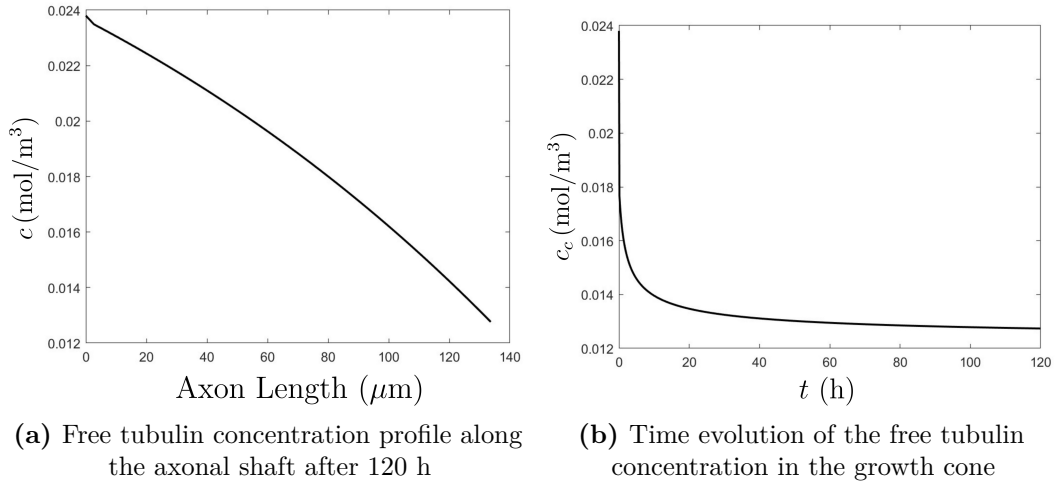 0.024
0.022
0.02
0.018
0.016
0.014
0.012
c (mol/m³)
0 20 40 60 80 100 120 140
Axon Length (μm)
(a) Free tubulin concentration profile along
the axonal shaft after 120 h
0.024
0.022
0.02
0.018
0.016
0.014
0.012
c_c (mol/m³)
0 20 40 60 80 100 120
t (h)
(b) Time evolution of the free tubulin
concentration in the growth cone